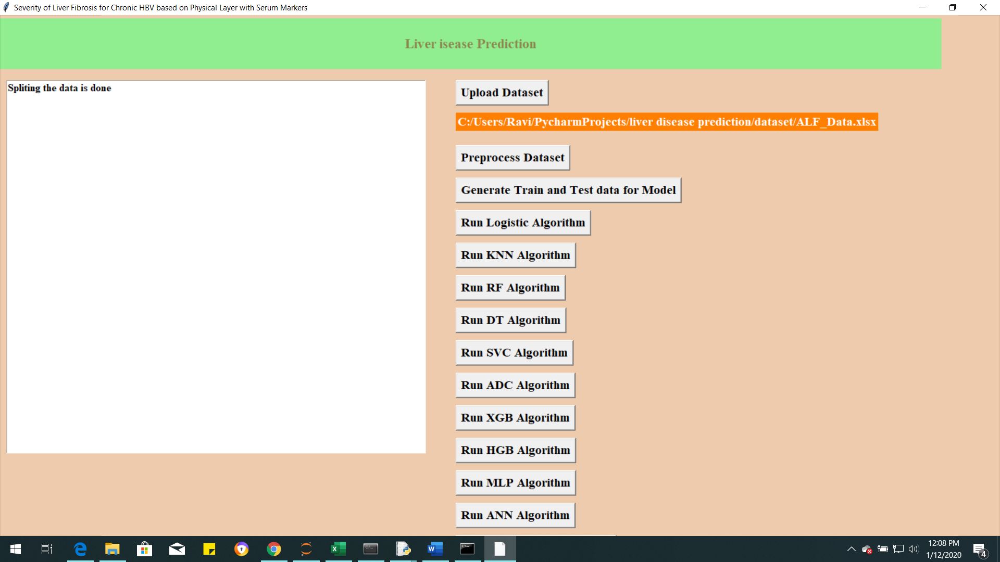 Severity of Liver Fibrosis for Chronic HBV based on Physical Layer with Serum Markers
Liver isease Prediction
Spliting the data is done
Upload Dataset
C:/Users/Ravi/PycharmProjects/liver disease prediction/dataset/ALF_Data.xlsx
Preprocess Dataset
Generate Train and Test data for Model
Run Logistic Algorithm
Run KNN Algorithm
Run RF Algorithm
Run DT Algorithm
Run SVC Algorithm
Run ADC Algorithm
Run XGB Algorithm
Run HGB Algorithm
Run MLP Algorithm
Run ANN Algorithm
12:08 PM
1/12/2020
4